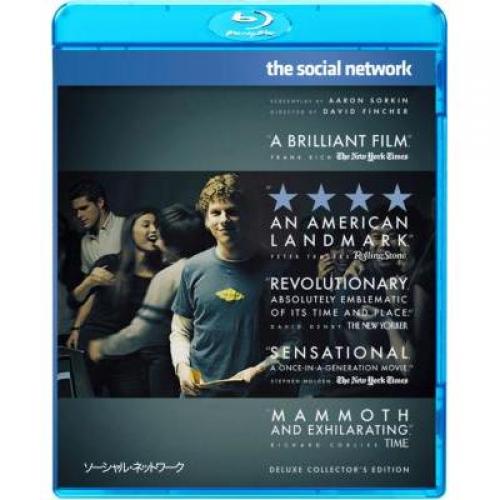 Blu-ray Disc
the social network
SCREENPLAY BY AARON SORKIN
DIRECTED BY DAVID FINCHER
"A BRILLIANT FILM."
FRANK RICH The New York Times
"★★★★
AN AMERICAN
LANDMARK."
PETER TRAVERS Rolling Stone
"REVOLUTIONARY.
ABSOLUTELY EMBLEMATIC
OF ITS TIME AND PLACE."
DAVID DENBY THE NEW YORKER
"SENSATIONAL.
A ONCE-IN-A-GENERATION MOVIE."
STEPHEN HOLDEN, The New York Times
"MAMMOTH
AND EXHILARATING."
RICHARD CORLISS TIME
ソーシャル・ネットワーク
DELUXE COLLECTOR'S EDITION